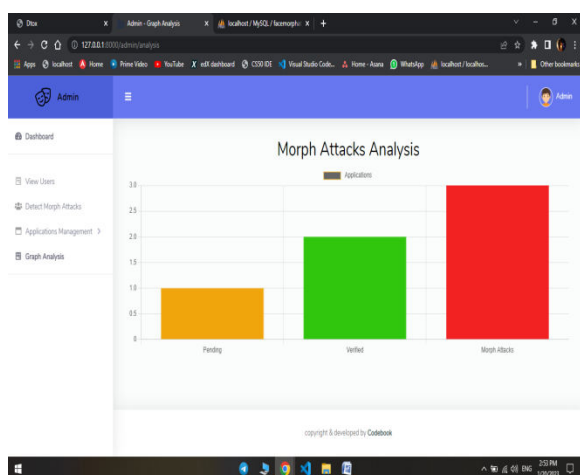 Dtox
Admin - Graph Analysis
localhost / MySQL / facemorph
127.0.0.1:8000/admin/analysis
Apps localhost Home Prime Video YouTube edX dashboard CS50 IDE Visual Studio Code... Home - Asana WhatsApp localhost / localhos... » Other bookmarks
Admin
Admin
Dashboard
View Users
Detect Morph Attacks
Applications Management
Graph Analysis
Morph Attacks Analysis
Applications
3.0
2.5
2.0
1.5
1.0
0.5
0
Pending Verified Morph Attacks
copyright & developed by Codebook
ENG
2:53 PM